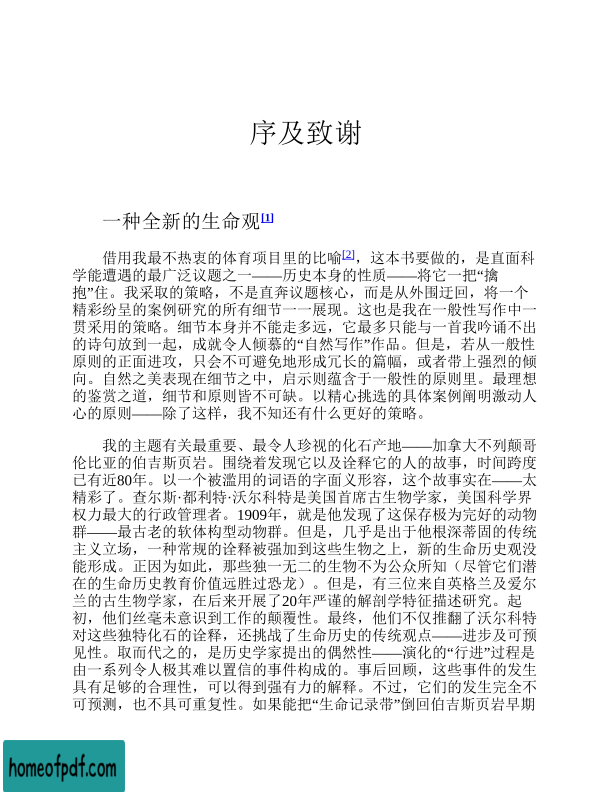 序及致谢
一种全新的生命观[1]
借用我最不热衷的体育项目里的比喻[2]，这本书要做的，是直面科
学能遭遇的最广泛议题之一——历史本身的性质——将它一把“擒
抱”住。我采取的策略，不是直奔议题核心，而是从外围迂回，将一个
精彩纷呈的案例研究的所有细节一一展现。这也是我在一般性写作中一
贯采用的策略。细节本身并不能走多远，它最多只能与一首我吟诵不出
的诗句放到一起，成就令人倾慕的“自然写作”作品。但是，若从一般性
原则的正面进攻，只会不可避免地形成冗长的篇幅，或者带上强烈的倾
向。自然之美表现在细节之中，启示则蕴含于一般性的原则里。最理想
的鉴赏之道，细节和原则皆不可缺。以精心挑选的具体案例阐明激动人
心的原则——除了这样，我不知还有什么更好的策略。
我的主题有关最重要、最令人珍视的化石产地——加拿大不列颠哥
伦比亚的伯吉斯页岩。围绕着发现它以及诠释它的人的故事，时间跨度
已有近80年。以一个被滥用的词语的字面义形容，这个故事实在——太
精彩了。查尔斯·都利特·沃尔科特是美国首席古生物学家，美国科学界
权力最大的行政管理者。1909年，就是他发现了这保存极为完好的动物
群——最古老的软体构型动物群。但是，几乎是出于他根深蒂固的传统
主义立场，一种常规的诠释被强加到这些生物之上，新的生命历史观没
能形成。正因为如此，那些独一无二的生物不为公众所知（尽管它们潜
在的生命历史教育价值远胜过恐龙）。但是，有三位来自英格兰及爱尔
兰的古生物学家，在后来开展了20年严谨的解剖学特征描述研究。起
初，他们丝毫未意识到工作的颠覆性。最终，他们不仅推翻了沃尔科特
对这些独特化石的诠释，还挑战了生命历史的传统观点——进步及可预
见性。取而代之的，是历史学家提出的偶然性——演化的“行进”过程是
由一系列令人极其难以置信的事件构成的。事后回顾，这些事件的发生
具有足够的合理性，可以得到强有力的解释。不过，它们的发生完全不
可预测，也不具可重复性。如果能把“生命记录带”倒回伯吉斯页岩早期
homeofpdf.com